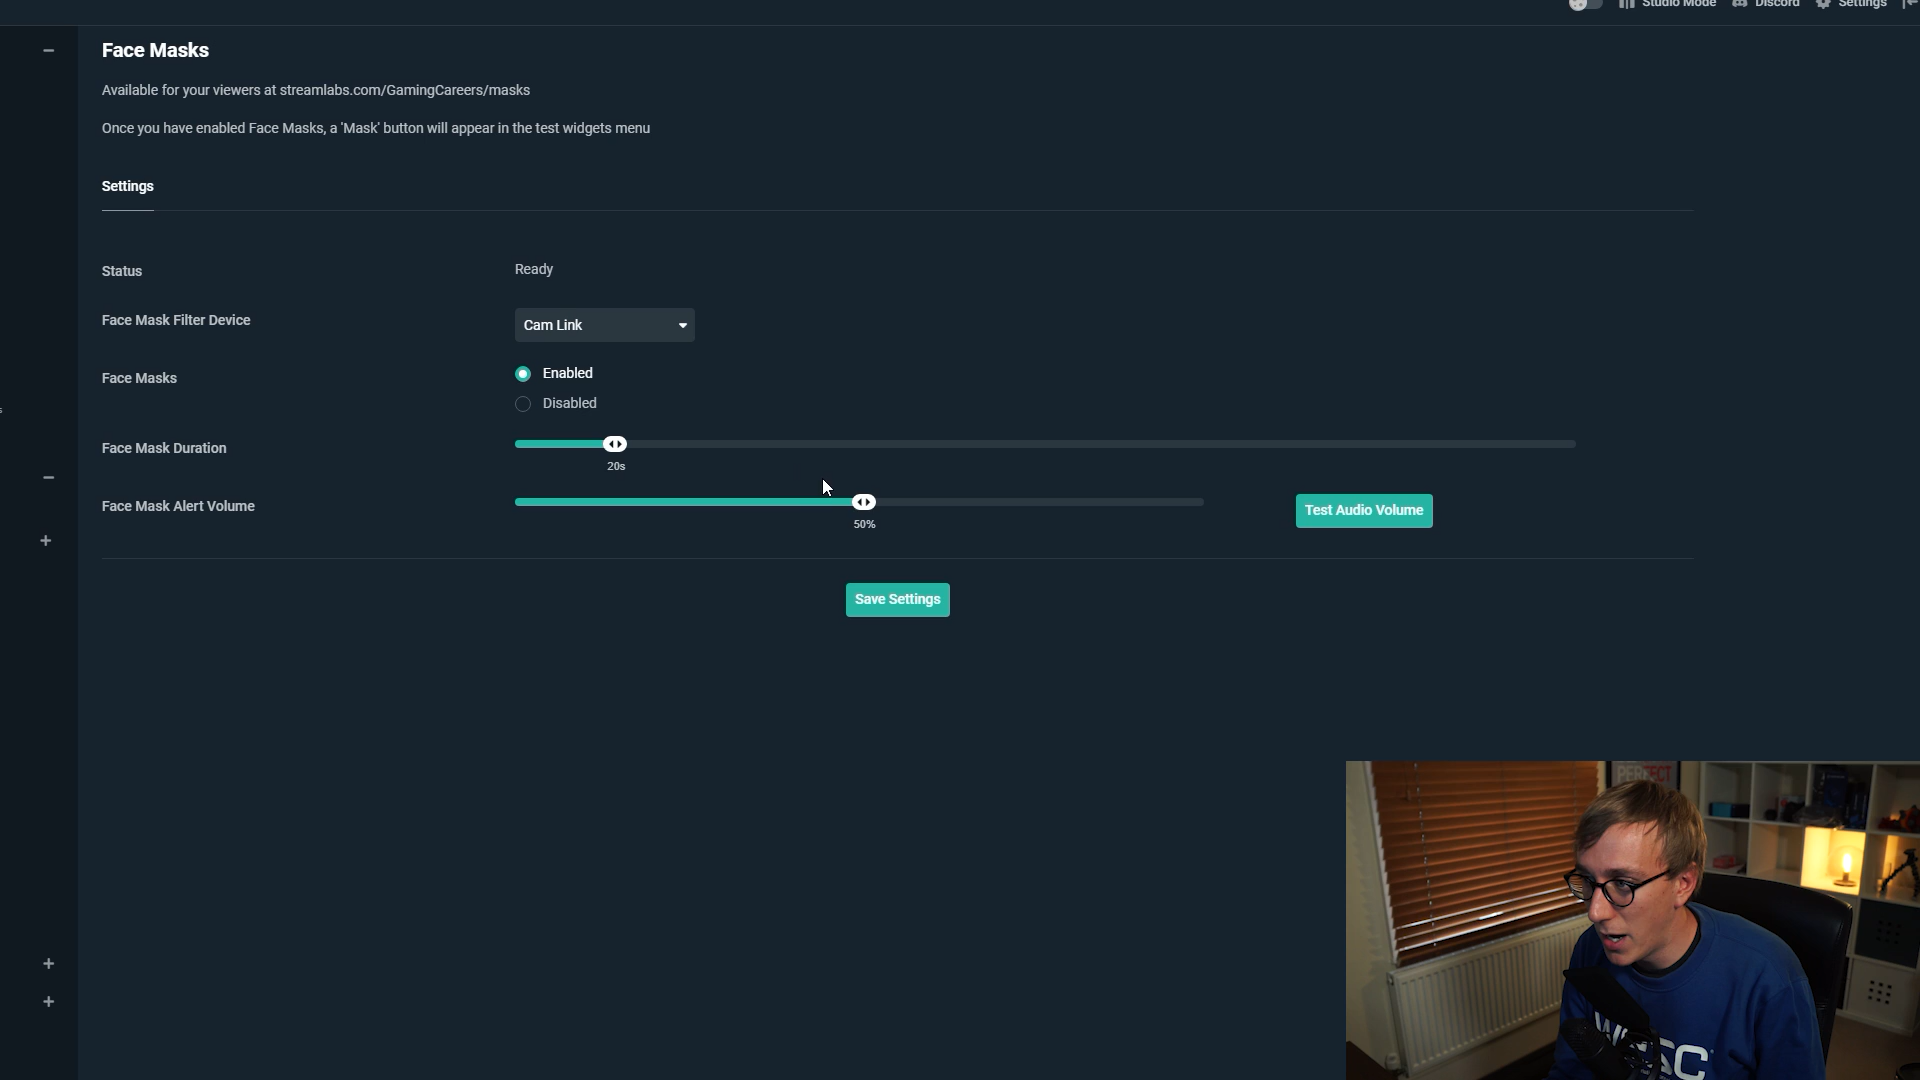 Studio Mode Discord Settings
Face Masks
Available for your viewers at streamlabs.com/GamingCareers/masks
Once you have enabled Face Masks, a 'Mask' button will appear in the test widgets menu
Settings
Status Ready
Face Mask Filter Device Cam Link
Face Masks Enabled
Disabled
Face Mask Duration
20s
Face Mask Alert Volume Test Audio Volume
50%
Save Settings
PERFECT